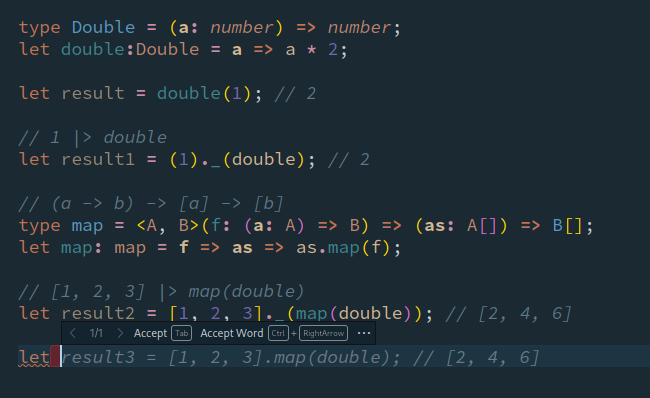 type Double = (a: number) => number;
let double:Double = a => a * 2;
let result = double(1); // 2
// 1 |> double
let result1 = (1)._(double); // 2
// (a -> b) -> [a] -> [b]
type map = <A, B>(f: (a: A) => B) => (as: A[]) => B[];
let map: map = f => as => as.map(f);
// [1, 2, 3] |> map(double)
let result2 = [1, 2, 3]._(map(double)); // [2, 4, 6]
< 1/1 > Accept Tab Accept Word Ctrl + RightArrow ...
let result3 = [1, 2, 3].map(double); // [2, 4, 6]